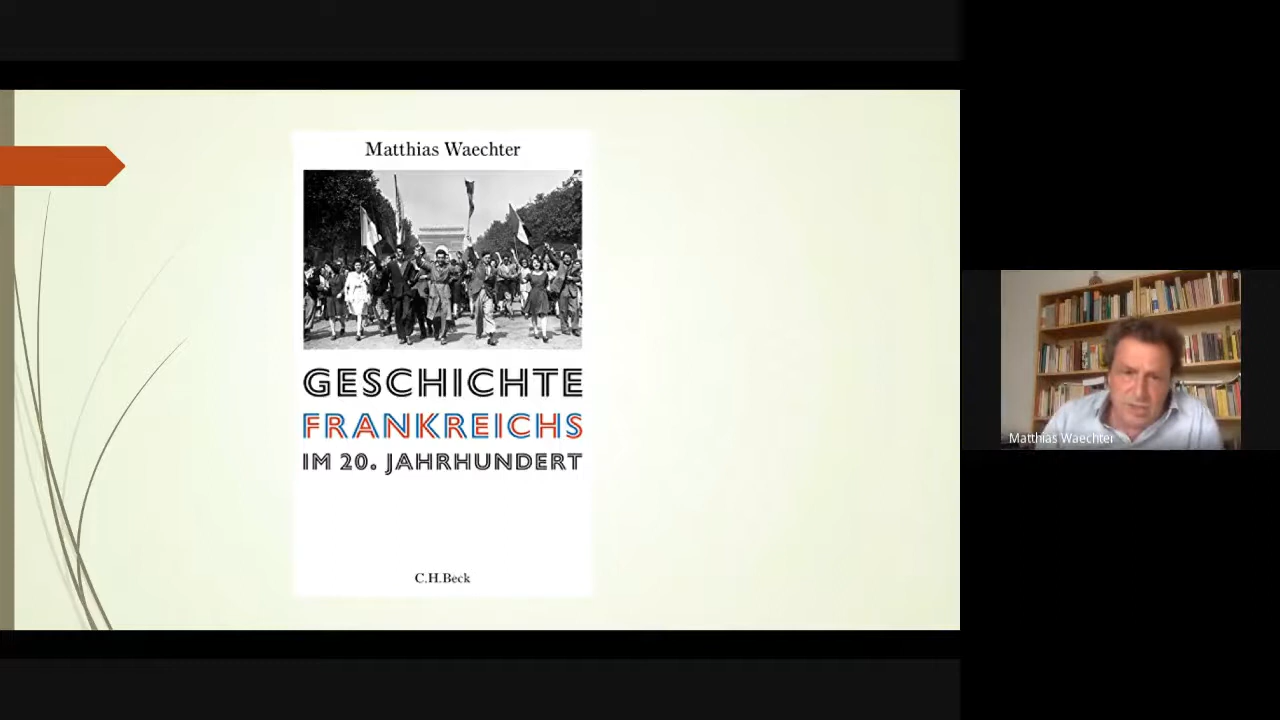 Matthias Waechter
GESCHICHTE
FRANKREICHS
IM 20. JAHRHUNDERT
C.H.Beck
Matthias Waechter